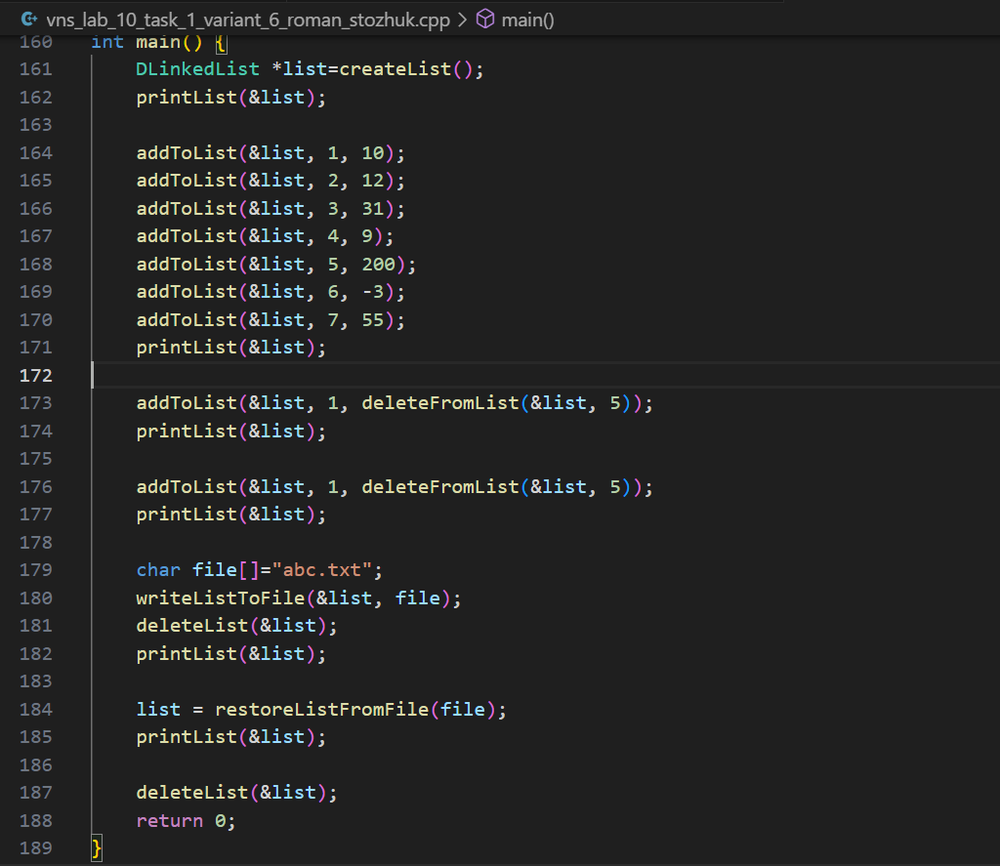 vns_lab_10_task_1_variant_6_roman_stozhuk.cpp > main()
160 int main() {
161 DLinkedList *list=createList();
162 printList(&list);
163
164 addToList(&list, 1, 10);
165 addToList(&list, 2, 12);
166 addToList(&list, 3, 31);
167 addToList(&list, 4, 9);
168 addToList(&list, 5, 200);
169 addToList(&list, 6, -3);
170 addToList(&list, 7, 55);
171 printList(&list);
172
173 addToList(&list, 1, deleteFromList(&list, 5));
174 printList(&list);
175
176 addToList(&list, 1, deleteFromList(&list, 5));
177 printList(&list);
178
179 char file[]="abc.txt";
180 writeListToFile(&list, file);
181 deleteList(&list);
182 printList(&list);
183
184 list = restoreListFromFile(file);
185 printList(&list);
186
187 deleteList(&list);
188 return 0;
189 }